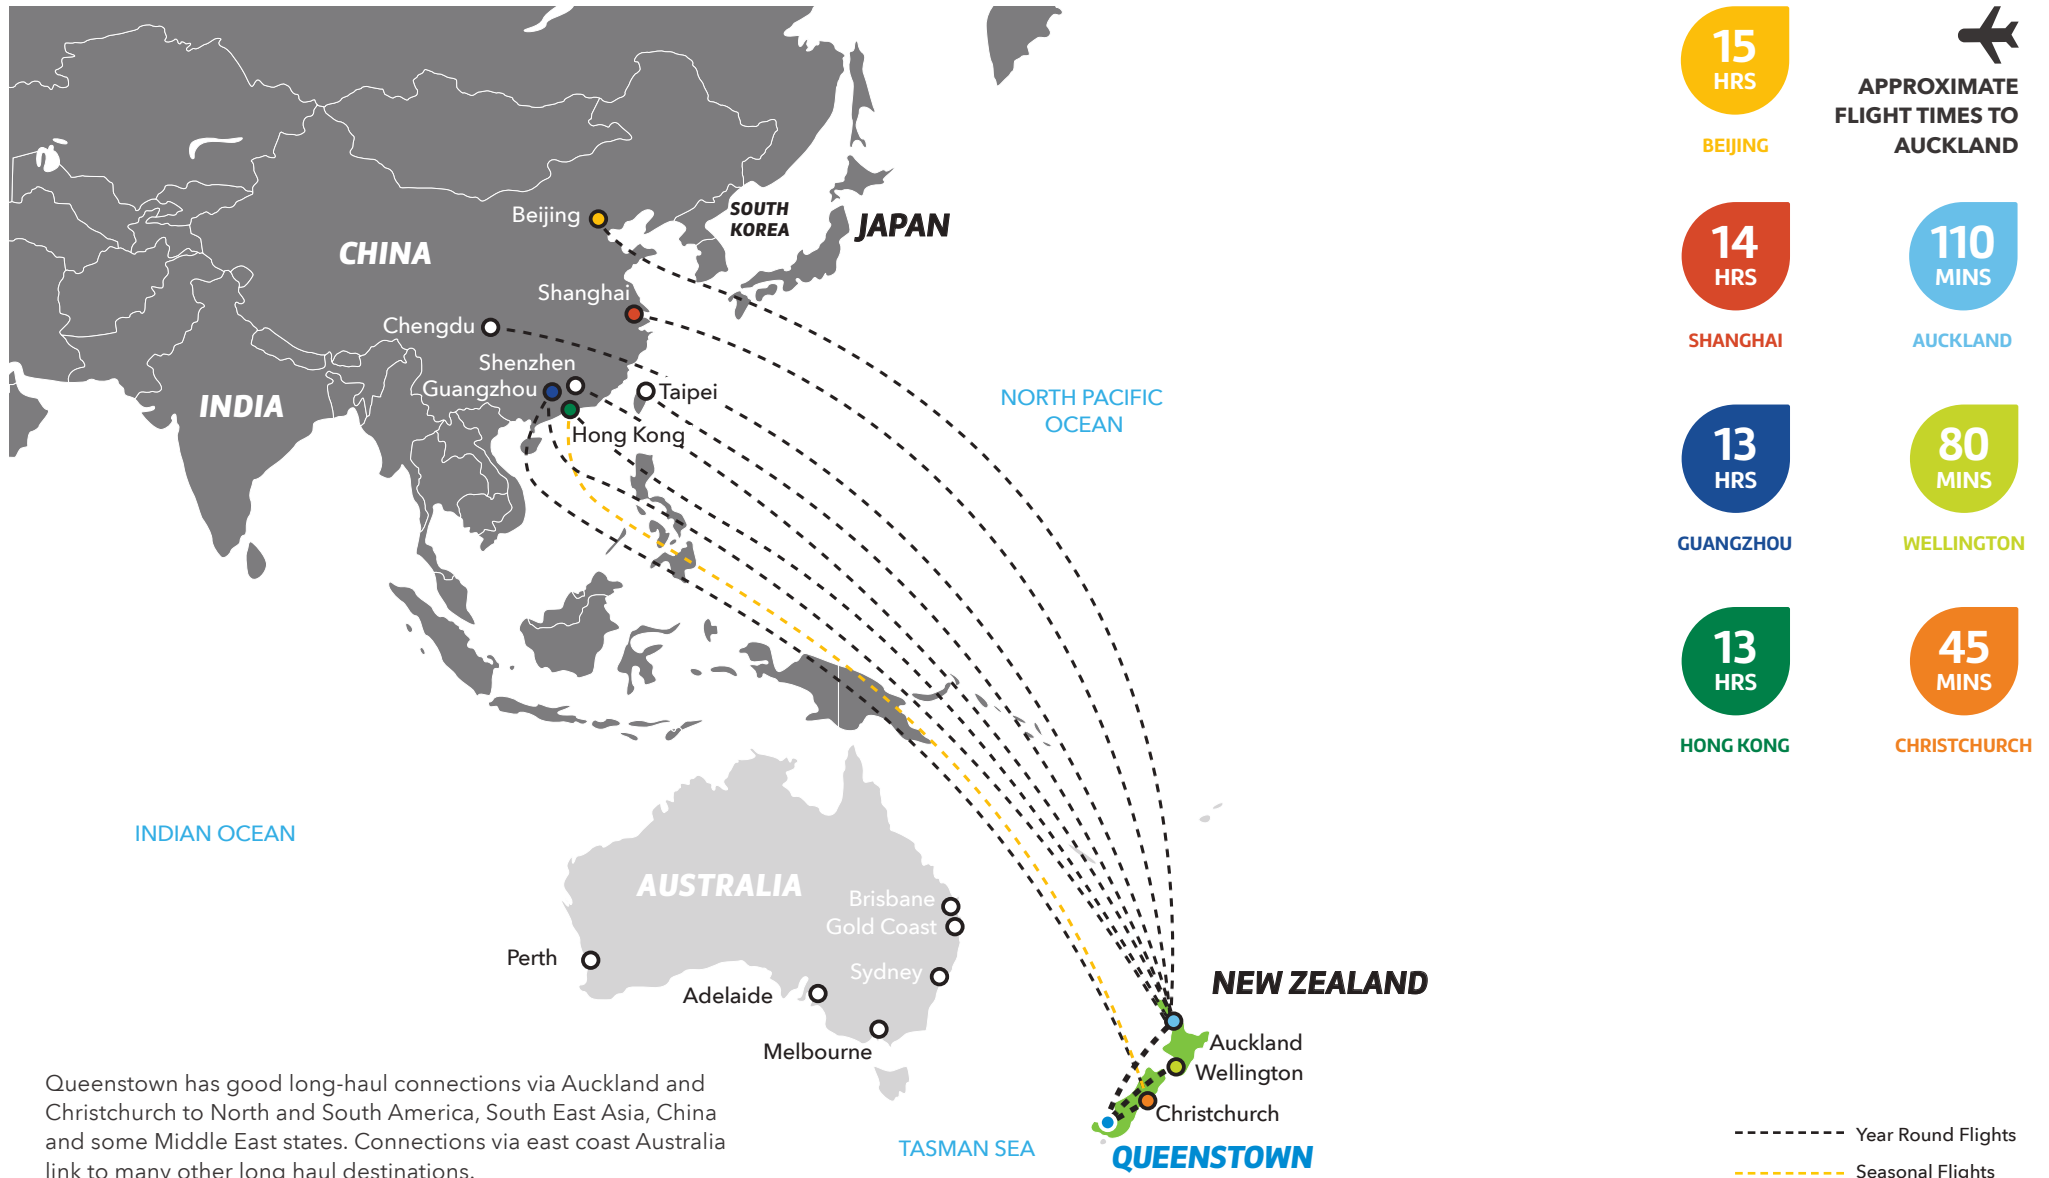 15
HRS
BEIJING
APPROXIMATE
FLIGHT TIMES TO
AUCKLAND
14
HRS
SHANGHAI
110
MINS
AUCKLAND
13
HRS
GUANGZHOU
80
MINS
WELLINGTON
13
HRS
HONG KONG
45
MINS
CHRISTCHURCH
Beijing
SOUTH
KOREA
JAPAN
CHINA
Shanghai
Chengdu
Shenzhen
Guangzhou
Taipei
INDIA
Hong Kong
NORTH PACIFIC
OCEAN
INDIAN OCEAN
AUSTRALIA
Brisbane
Gold Coast
Perth
Sydney
Adelaide
Melbourne
NEW ZEALAND
Auckland
Wellington
Christchurch
QUEENSTOWN
TASMAN SEA
Queenstown has good long-haul connections via Auckland and
Christchurch to North and South America, South East Asia, China
and some Middle East states. Connections via east coast Australia
link to many other long haul destinations.
Year Round Flights
Seasonal Flights